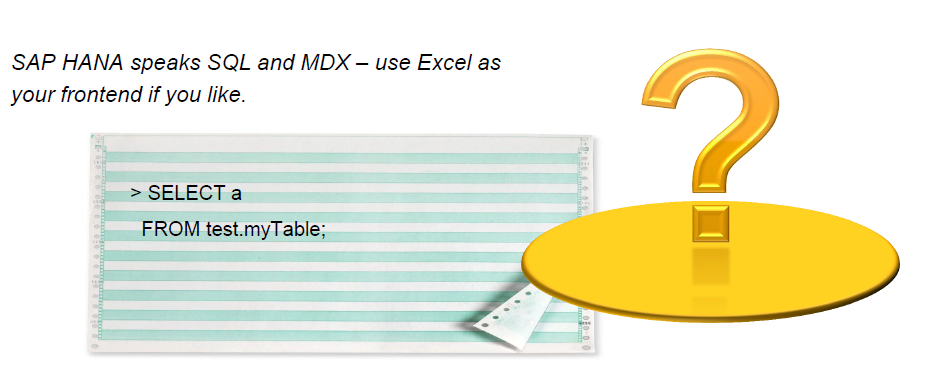 SAP HANA speaks SQL and MDX – use Excel as
your frontend if you like.
> SELECT a
FROM test.myTable;
?